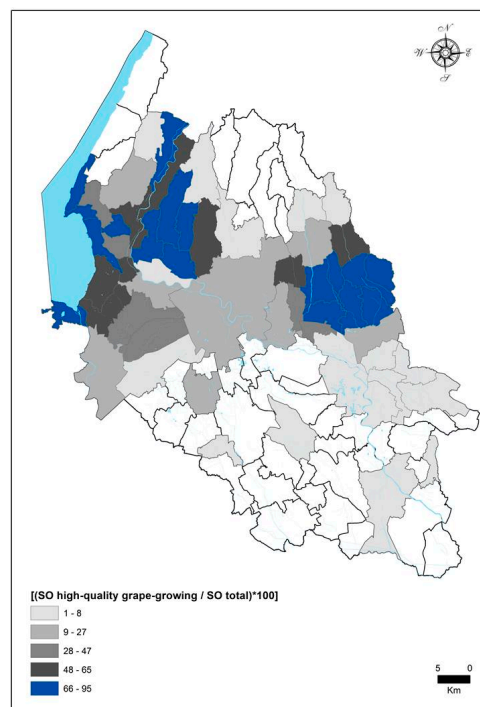 N
W E
S
[(SO high-quality grape-growing / SO total)*100]
1 - 8
9 - 27
28 - 47
48 - 65
66 - 95
5 0
Km